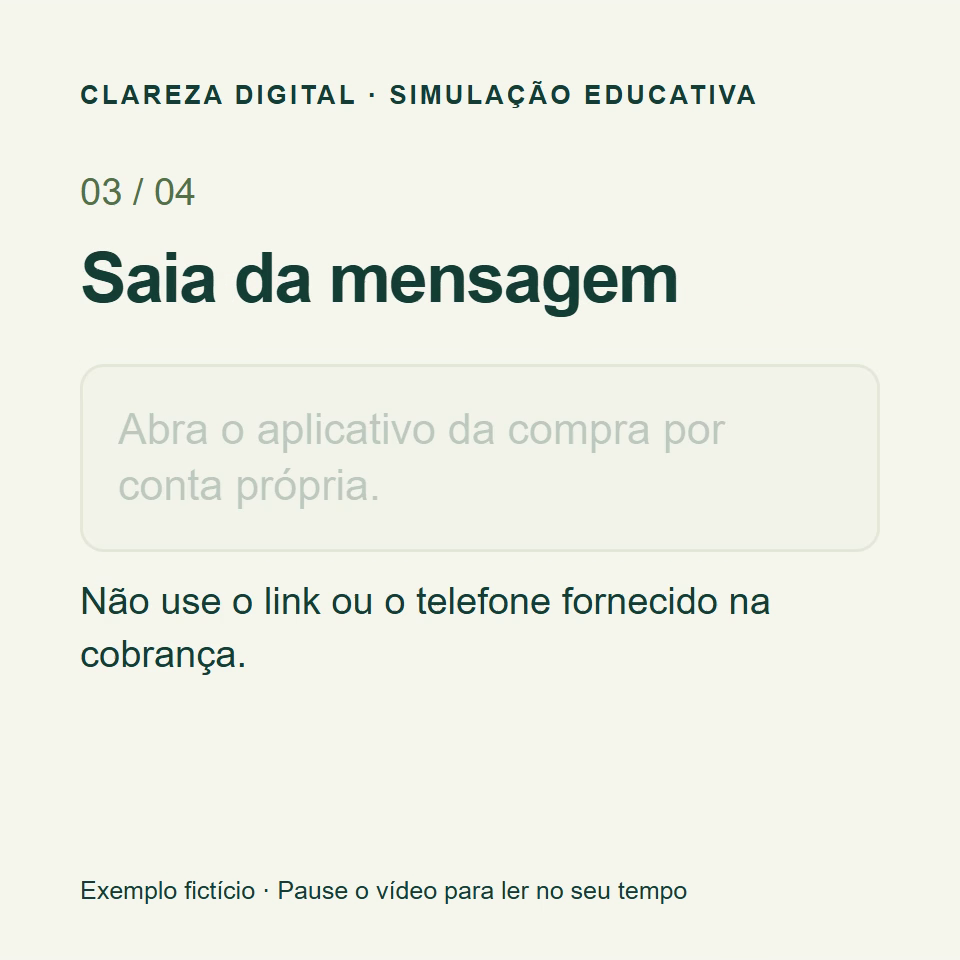 CLAREZA DIGITAL · SIMULAÇÃO EDUCATIVA
03 / 04
Saia da mensagem
Abra o aplicativo da compra por
conta própria.
Não use o link ou o telefone fornecido na
cobrança.
Exemplo fictício · Pause o vídeo para ler no seu tempo